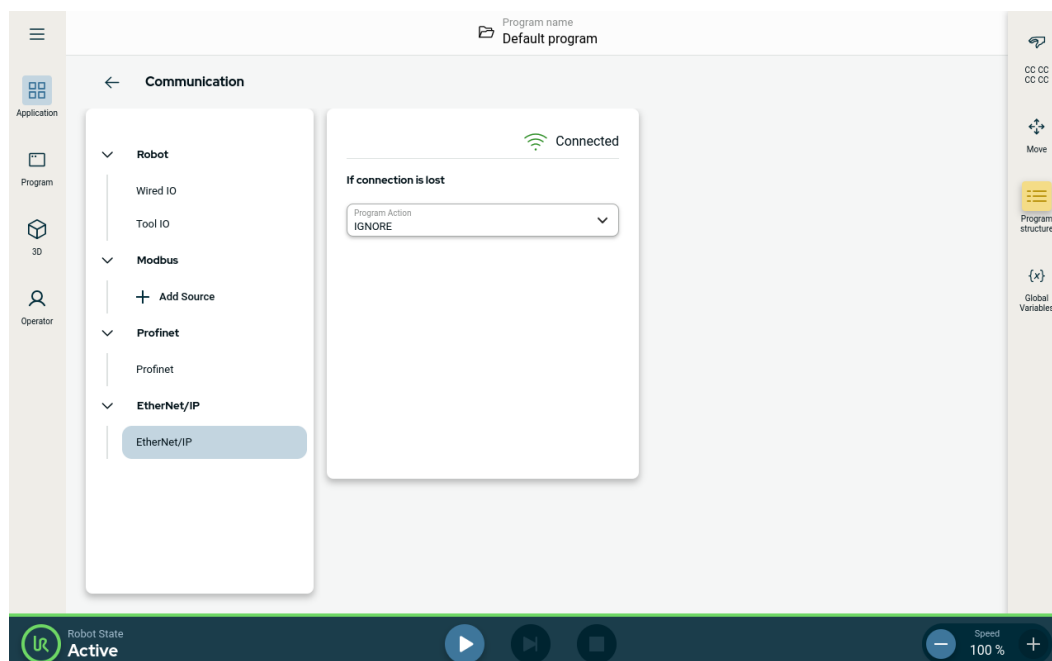 Program name
Default program
Communication
Application
Program
3D
Operator
Robot
Wired IO
Tool IO
Modbus
Add Source
Profinet
Profinet
EtherNet/IP
EtherNet/IP
Connected
If connection is lost
Program Action
IGNORE
CC CC
CC CC
Move
Program
structure
{x}
Global
Variables
UR
Robot State
Active
Speed
100 %